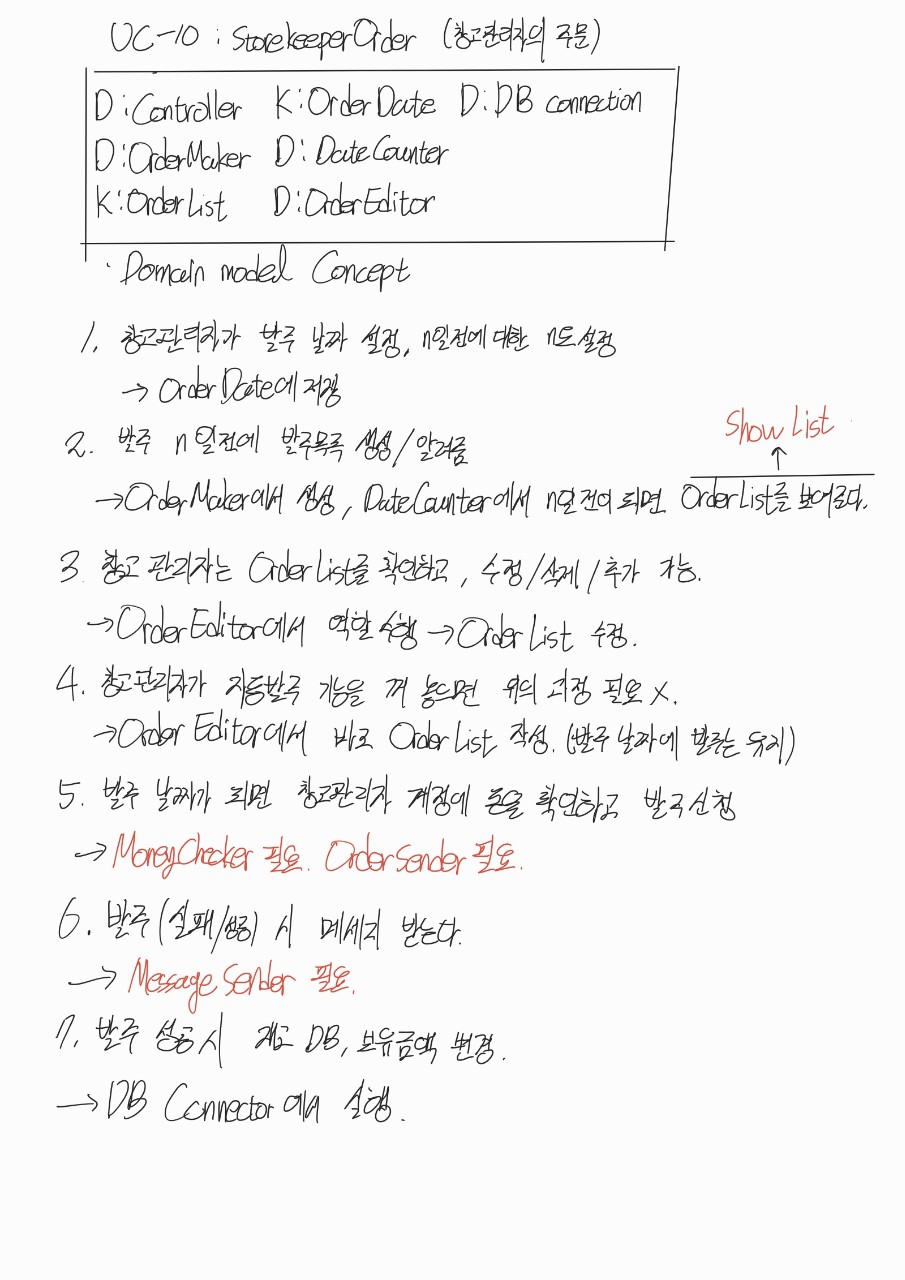 UC-10 : StorekeeperOrder (창고관리자의 주문)
D : Controller K : OrderDate D : DB connection
D : OrderMaker D : DateCounter
K : OrderList D : OrderEditor
· Domain model Concept
1. 창고관리자가 발주 날짜 설정, n일전에 대한 n도 설정
→ OrderDate에 저장
2. 발주 n일전에 발주목록 생성/알려줌
Show List
↑
→ OrderMaker에서 생성, DateCounter에서 n일전이 되면 OrderList를 보여준다.
3. 창고 관리자는 OrderList를 확인하고, 수정/삭제/추가 가능.
→ OrderEditor에서 역할 수행 → OrderList 수정.
4. 창고관리자가 자동발주 기능을 꺼 놓으면 위의 과정 필요 X.
→ Order Editor에서 바로 OrderList 작성. (발주 날짜에 발주는 유지)
5. 발주 날짜가 되면 창고관리자 계정에 돈을 확인하고 발주신청
→ MoneyChecker 필요. OrderSender 필요.
6. 발주(실패/성공) 시 메세지 받는다.
→ Message Sender 필요.
7. 발주 성공시 재고 DB, 보유금액 변경.
→ DB Connector에서 실행.